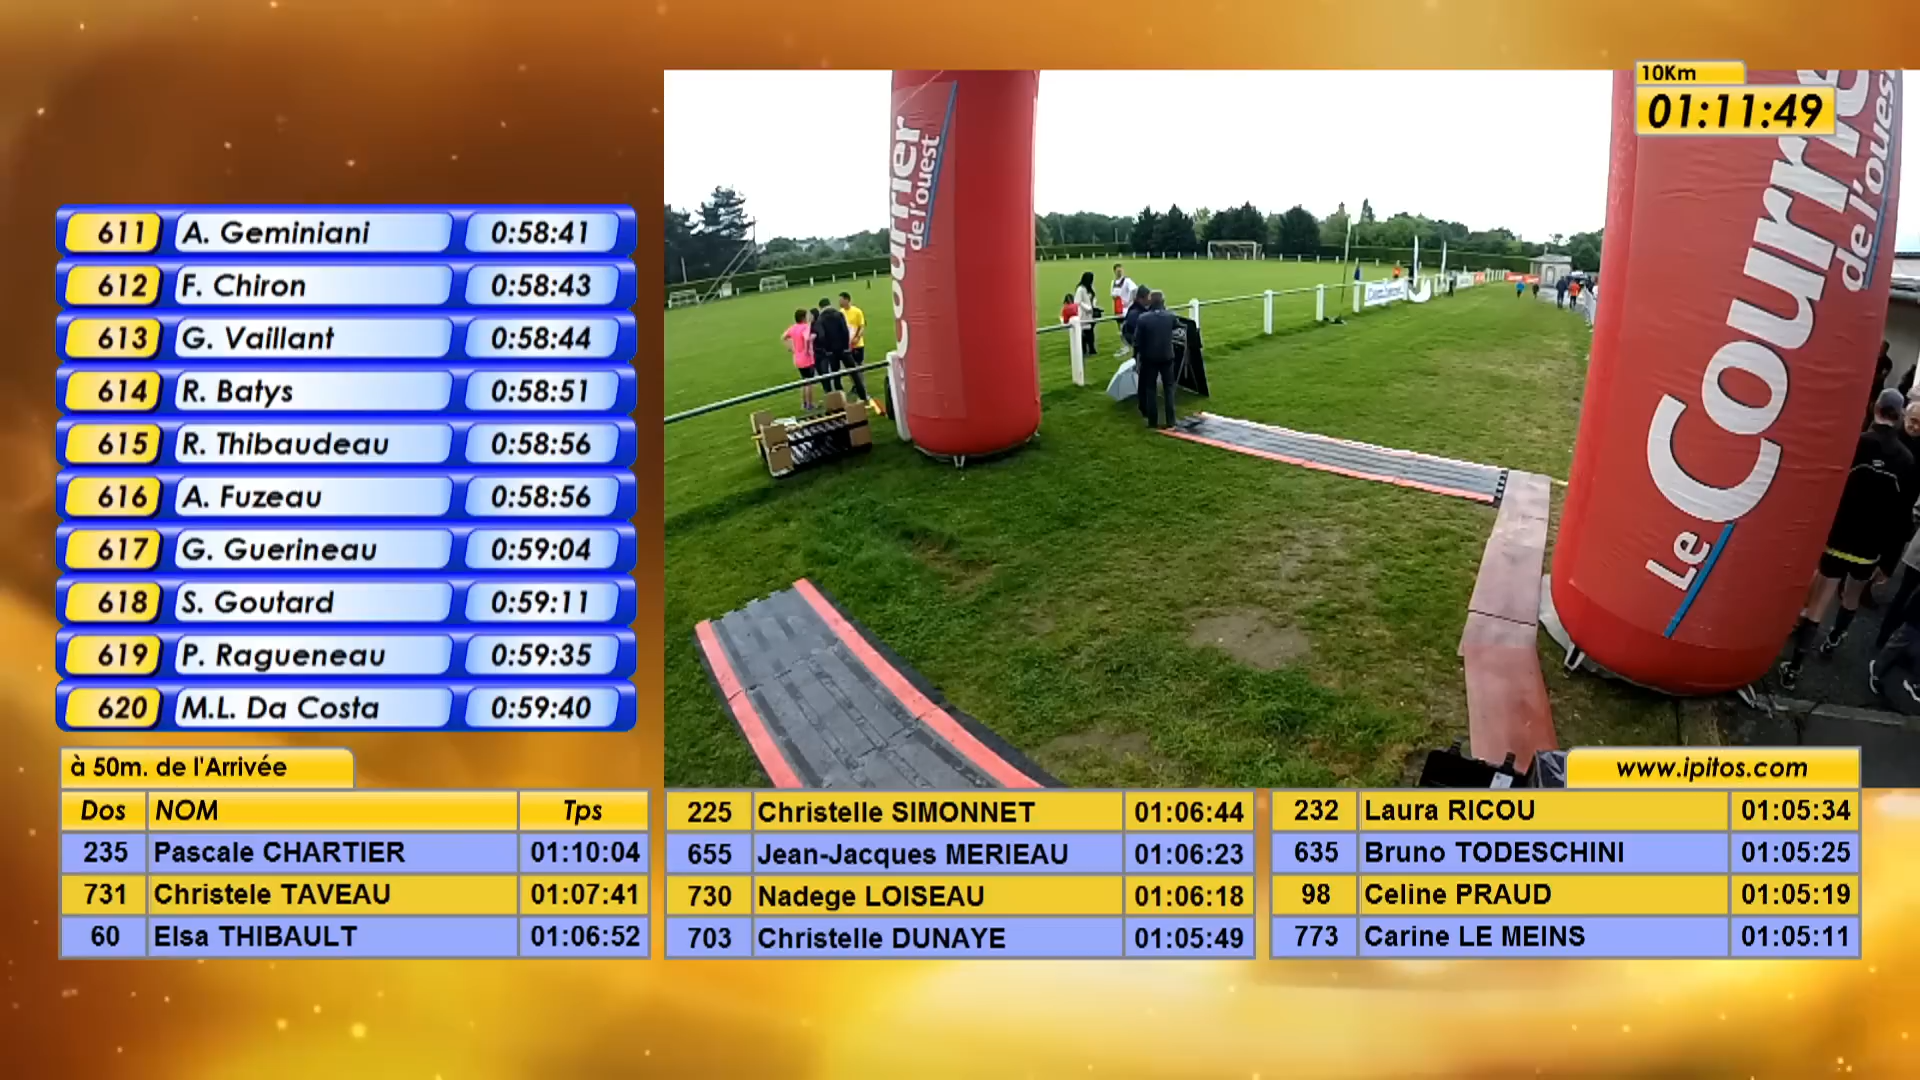 10Km
01:11:49
Courrier
de l'ouest
Le Courrie
de l'ouest
611 A. Geminiani 0:58:41
612 F. Chiron 0:58:43
613 G. Vaillant 0:58:44
614 R. Batys 0:58:51
615 R. Thibaudeau 0:58:56
616 A. Fuzeau 0:58:56
617 G. Guerineau 0:59:04
618 S. Goutard 0:59:11
619 P. Ragueneau 0:59:35
620 M.L. Da Costa 0:59:40
à 50m. de l'Arrivée
www.ipitos.com
Dos NOM Tps
235 Pascale CHARTIER 01:10:04
731 Christele TAVEAU 01:07:41
60 Elsa THIBAULT 01:06:52
225 Christelle SIMONNET 01:06:44
655 Jean-Jacques MERIEAU 01:06:23
730 Nadege LOISEAU 01:06:18
703 Christelle DUNAYE 01:05:49
232 Laura RICOU 01:05:34
635 Bruno TODESCHINI 01:05:25
98 Celine PRAUD 01:05:19
773 Carine LE MEINS 01:05:11